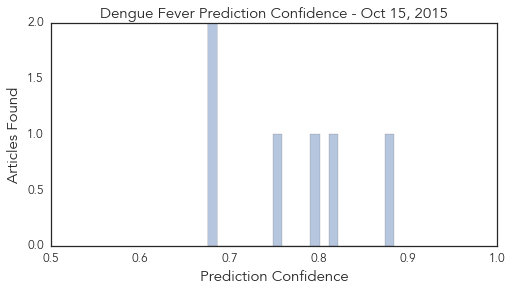 Dengue Fever Prediction Confidence - Oct 15, 2015
2.0
1.5
1.0
0.5
0.0
Articles Found
0.5 0.6 0.7 0.8 0.9 1.0
Prediction Confidence